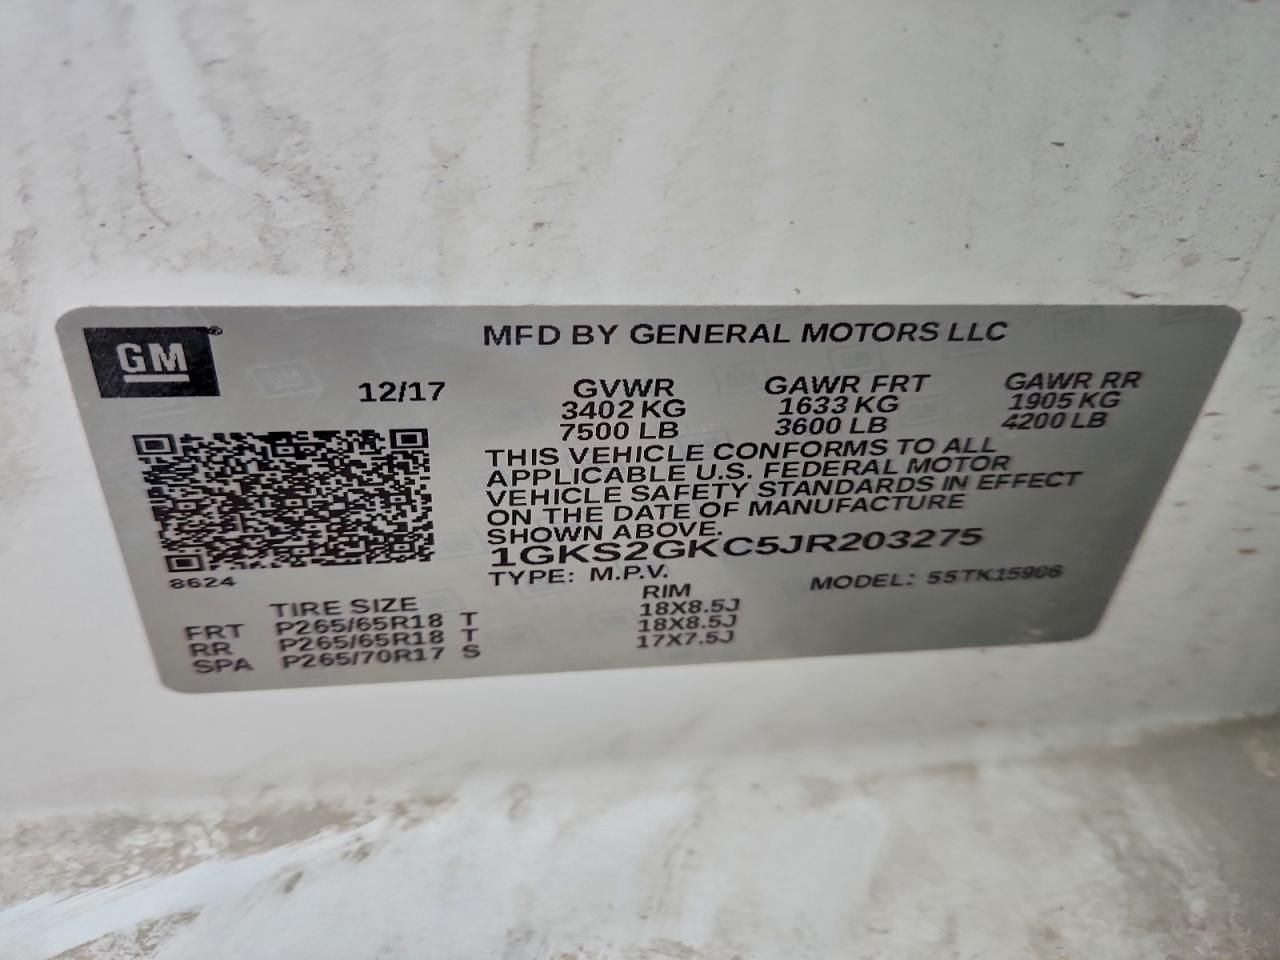 GM
MFD BY GENERAL MOTORS LLC
12/17
GVWR GAWR FRT GAWR RR
3402 KG 1633 KG 1905 KG
7500 LB 3600 LB 4200 LB
THIS VEHICLE CONFORMS TO ALL
APPLICABLE U.S. FEDERAL MOTOR
VEHICLE SAFETY STANDARDS IN EFFECT
ON THE DATE OF MANUFACTURE
SHOWN ABOVE.
1GKS2GKC5JR203275
8624
TYPE: M.P.V. MODEL: 55TK15906
TIRE SIZE RIM
FRT P265/65R18 T 18X8.5J
RR P265/65R18 T 18X8.5J
SPA P265/70R17 S 17X7.5J